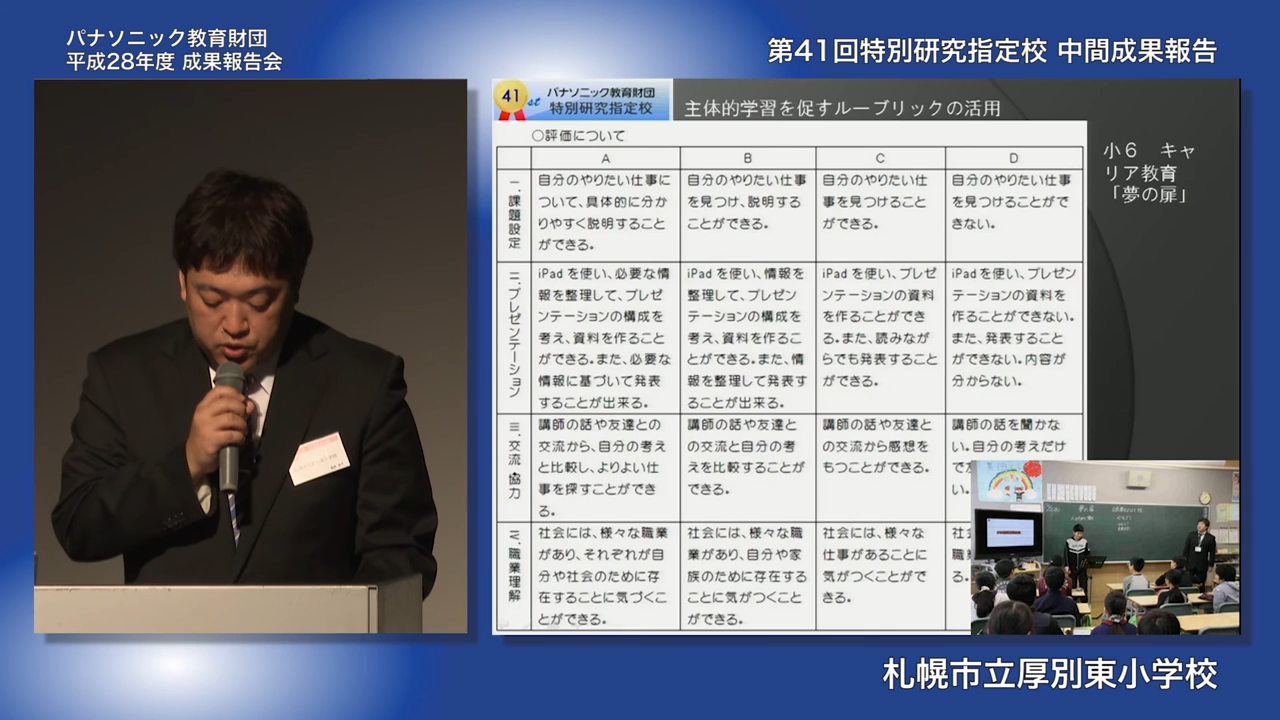 パナソニック教育財団
平成28年度 成果報告会
第41回特別研究指定校 中間成果報告
41st
パナソニック教育財団
特別研究指定校
主体的学習を促すルーブリックの活用
小6 キャ
リア教育
「夢の扉」
○評価について
A
B
C
D
一.課題設定
自分のやりたい仕事に
ついて、具体的に分か
りやすく説明すること
ができる。
自分のやりたい仕事
を見つけ、説明する
ことができる。
自分のやりたい仕
事を見つけること
ができる。
自分のやりたい仕事
を見つけることがで
きない。
二.プレゼンテーション
iPadを使い、必要な情
報を整理して、プレゼ
ンテーションの構成を
考え、資料を作ること
ができる。また、必要な
情報に基づいて発表
することが出来る。
iPadを使い、情報を
整理して、プレゼン
テーションの構成を
考え、資料を作るこ
とができる。また、情
報を整理して発表す
ることが出来る。
iPadを使い、プレゼ
ンテーションの資料
を作ることができ
る。また、読みなが
らでも発表すること
ができる。
iPadを使い、プレゼン
テーションの資料を
作ることができない。
また、発表すること
ができない。内容が
分からない。
三.交流・協力
講師の話や友達との
交流から、自分の考え
と比較し、よりよい仕
事を探すことができ
る。
講師の話や友達と
の交流と自分の考
えを比較することが
できる。
講師の話や友達と
の交流から感想を
もつことができる。
講師の話を聞かな
い。自分の考えだけ
で
い。
Ⅳ.職業理解
社会には、様々な職業
があり、それぞれが自
分や社会のために存
在することに気づくこ
とができる。
社会には、様々な職
業があり、自分や家
族のために存在する
ことに気がつくこと
ができる。
社会には、様々な
仕事があることに
気がつくことがで
きる。
社
職
る。
札幌市立厚別東小学校